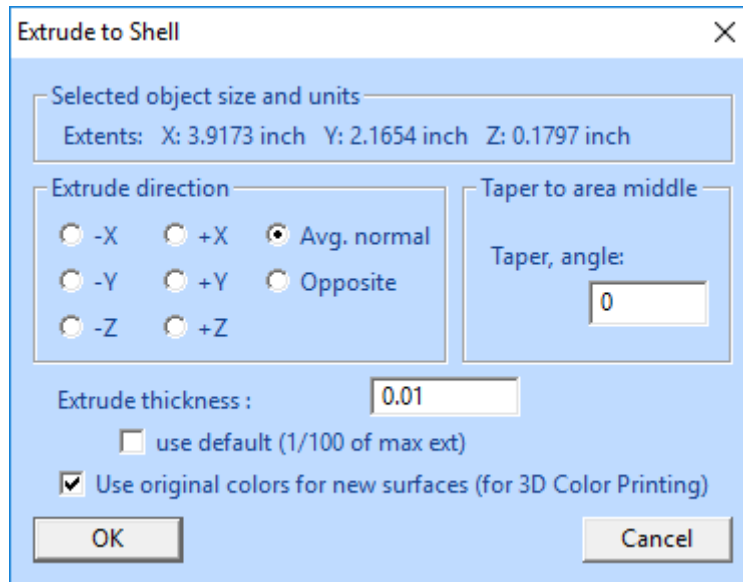 Extrude to Shell
Selected object size and units
Extents: X: 3.9173 inch Y: 2.1654 inch Z: 0.1797 inch
Extrude direction
Taper to area middle
-X +X Avg. normal
-Y +Y Opposite
-Z +Z
Taper, angle:
0
Extrude thickness :
0.01
use default (1/100 of max ext)
Use original colors for new surfaces (for 3D Color Printing)
OK
Cancel